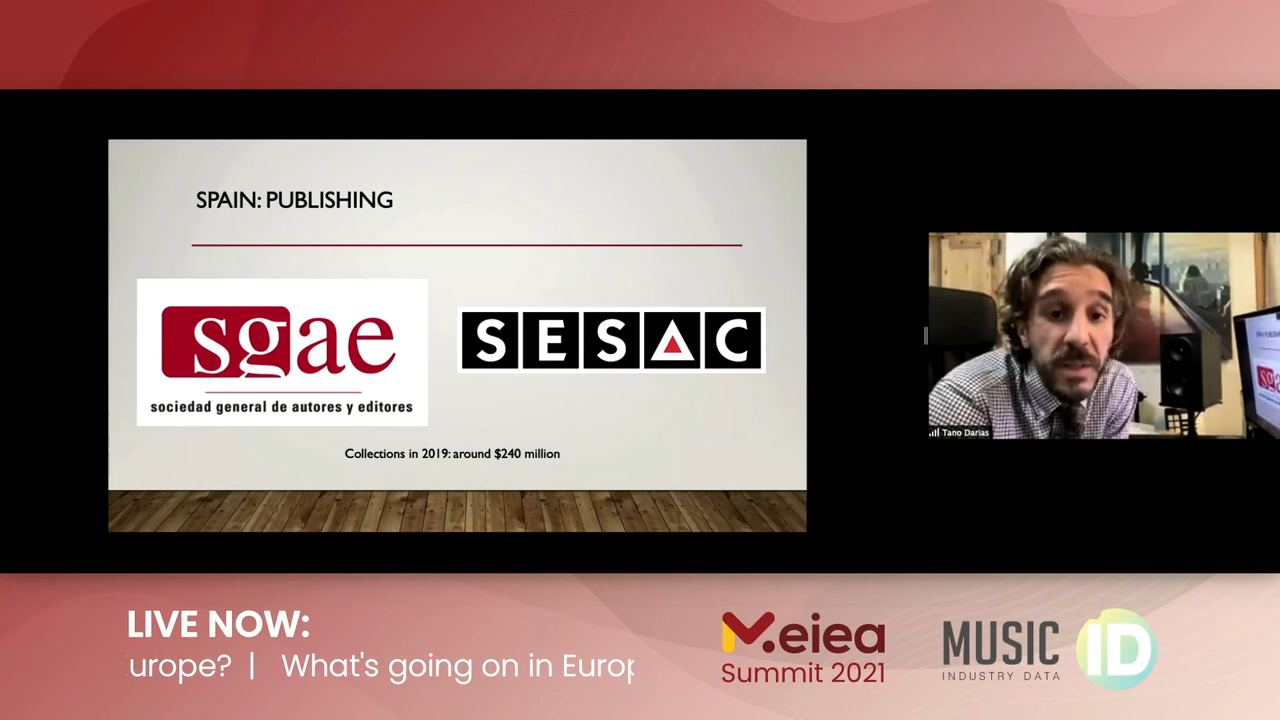 SPAIN: PUBLISHING
sgae
sociedad general de autores y editores
SESAC
Collections in 2019: around $240 million
Tano Darias
LIVE NOW:
urope? | What's going on in Europ
meiea
Summit 2021
MUSIC ID
INDUSTRY DATA